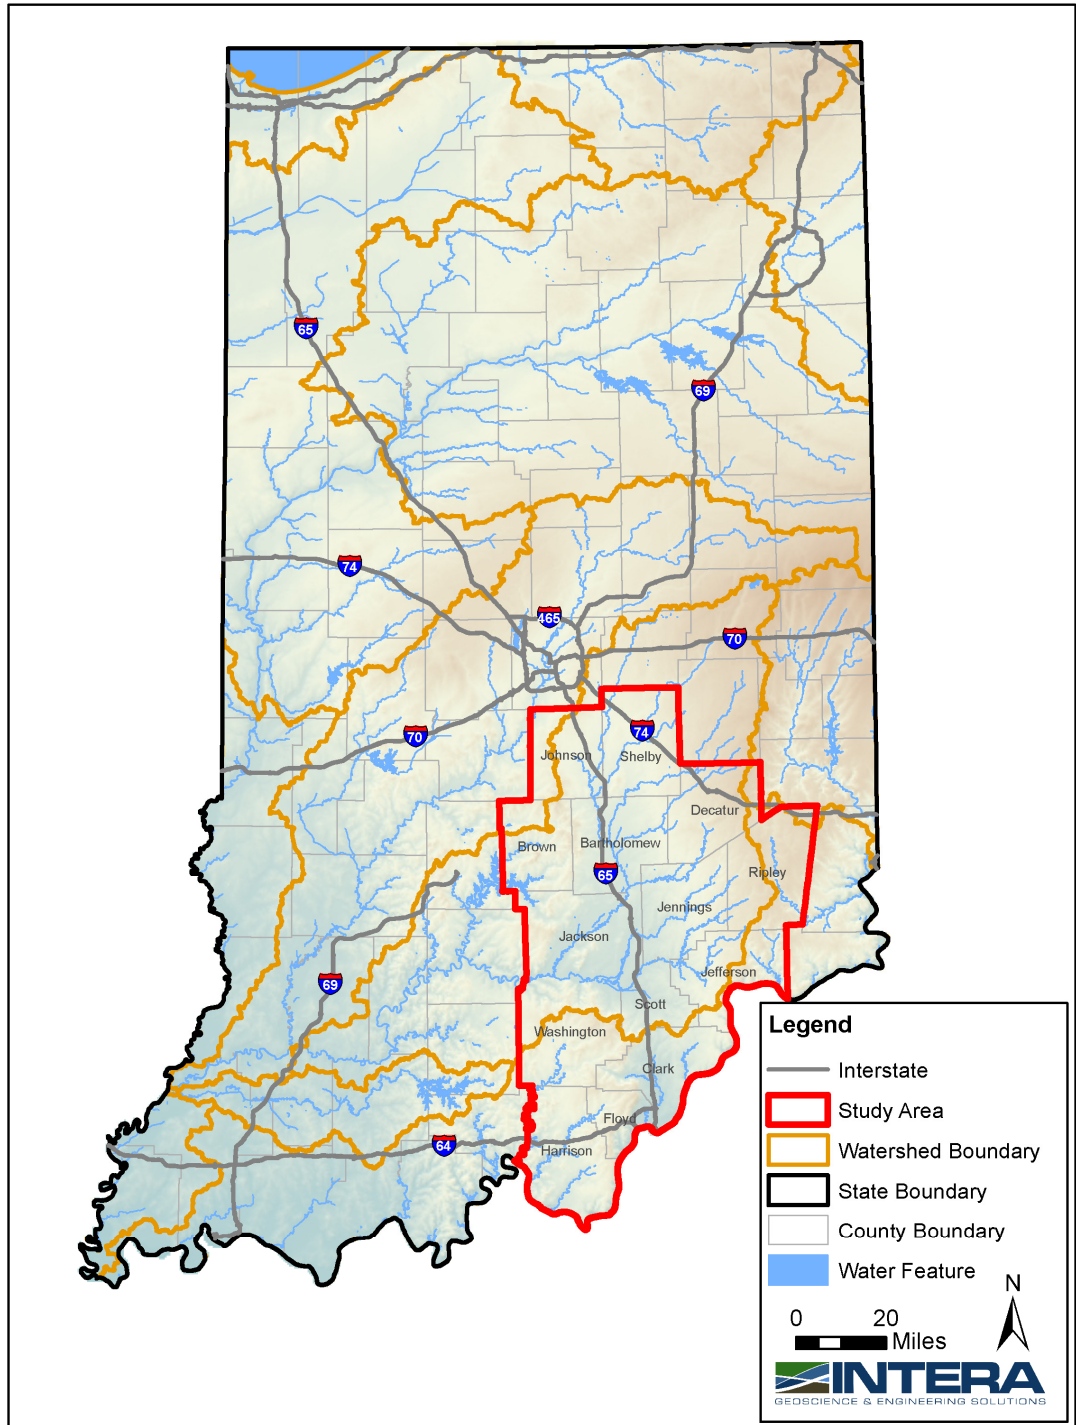 65
69
74
465
70
70
74
Johnson
Shelby
Decatur
Brown
Bartholomew
65
Ripley
Jennings
Jackson
Jefferson
69
Scott
Washington
Clark
Floyd
64
Harrison
Legend
Interstate
Study Area
Watershed Boundary
State Boundary
County Boundary
Water Feature
N
0 20
Miles
INTERA
GEOSCIENCE & ENGINEERING SOLUTIONS